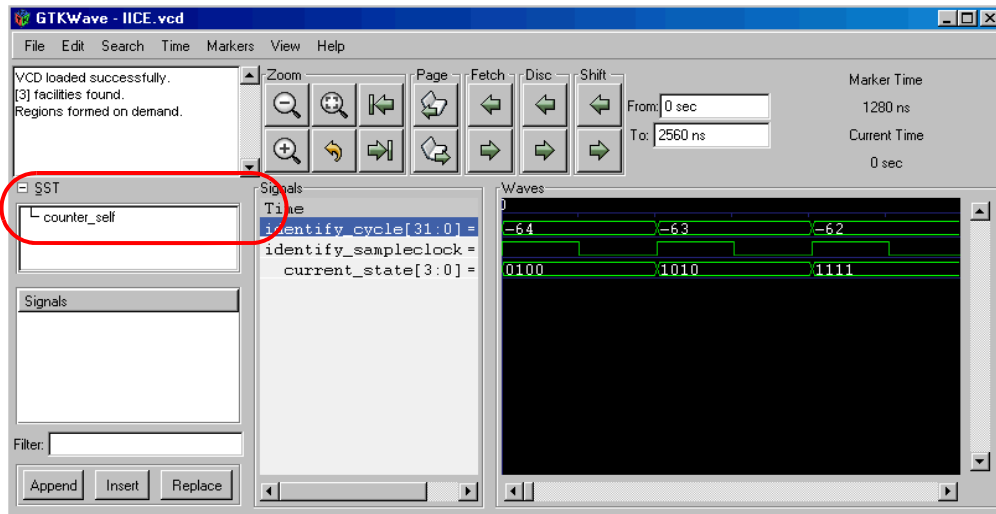 GTKWave - IICE.vcd
File Edit Search Time Markers View Help
VCD loaded successfully.
[3] facilities found.
Regions formed on demand.
Zoom
Page
Fetch
Disc
Shift
From: 0 sec
To: 2560 ns
Marker Time
1280 ns
Current Time
0 sec
SST
counter_self
Signals
Filter:
Append Insert Replace
Signals
Time
identify_cycle[31:0] =
identify_sampleclock =
current_state[3:0] =
Waves
0
-64 -63 -62
0100 1010 1111